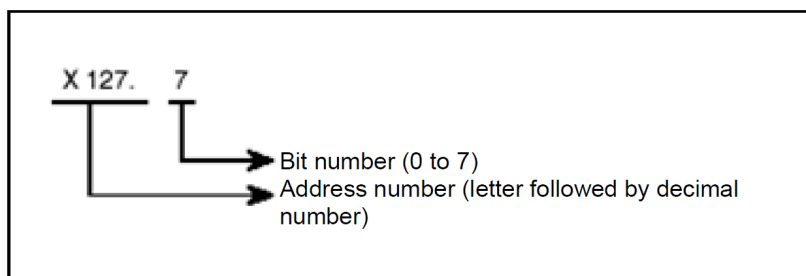 X 127. 7
Bit number (0 to 7)
Address number (letter followed by decimal
number)